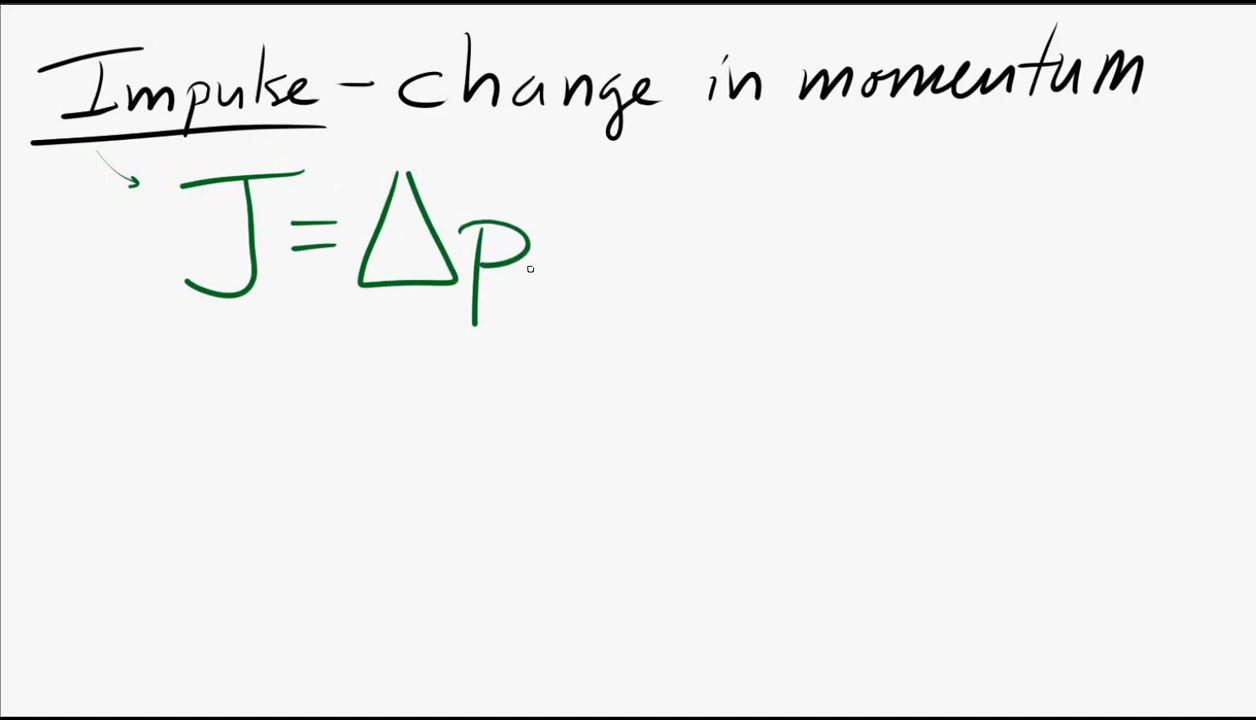 Impulse - change in momentum
J = Δp